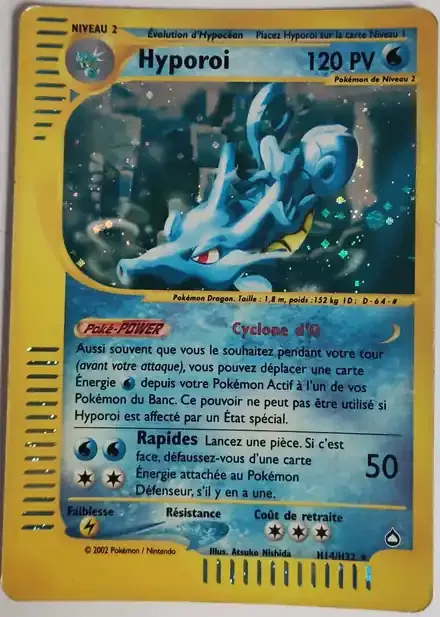 NIVEAU 2
Évolution d'Hypocéan Placez Hyporoi sur la carte Niveau 1
Hyporoi 120 PV
Pokémon de Niveau 2
Pokémon Dragon. Taille : 1,8 m, poids :152 kg ID: D-64-#
Poké-POWER Cyclone d'O
Aussi souvent que vous le souhaitez pendant votre tour
(avant votre attaque), vous pouvez déplacer une carte
Énergie depuis votre Pokémon Actif à l'un de vos
Pokémon du Banc. Ce pouvoir ne peut pas être utilisé si
Hyporoi est affecté par un État spécial.
Rapides Lancez une pièce. Si c'est
face, défaussez-vous d'une carte
Énergie attachée au Pokémon
Défenseur, s'il y en a une.
50
Faiblesse Résistance Coût de retraite
© 2002 Pokémon / Nintendo Illus. Atsuko Nishida H14/H32 ★